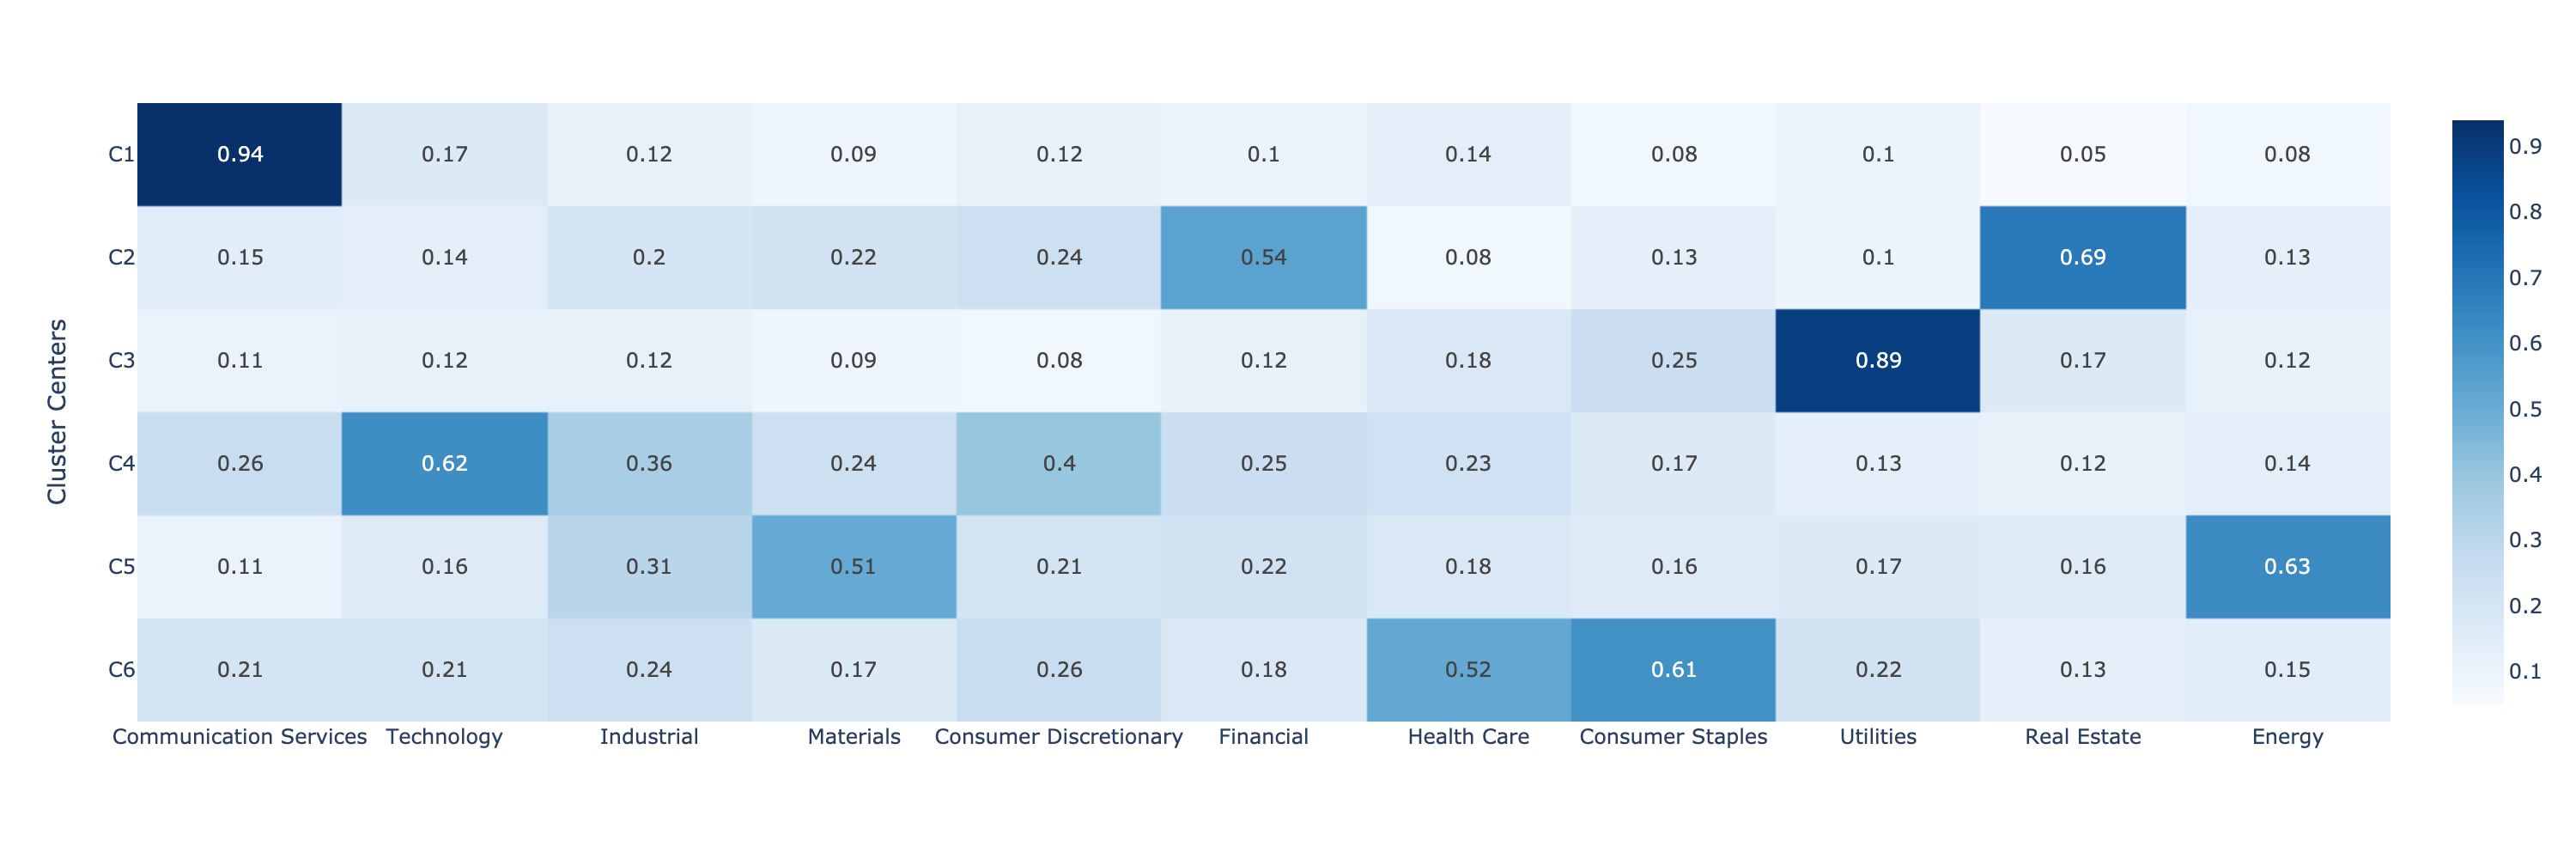 Cluster Centers
C1 0.94 0.17 0.12 0.09 0.12 0.1 0.14 0.08 0.1 0.05 0.08
C2 0.15 0.14 0.2 0.22 0.24 0.54 0.08 0.13 0.1 0.69 0.13
C3 0.11 0.12 0.12 0.09 0.08 0.12 0.18 0.25 0.89 0.17 0.12
C4 0.26 0.62 0.36 0.24 0.4 0.25 0.23 0.17 0.13 0.12 0.14
C5 0.11 0.16 0.31 0.51 0.21 0.22 0.18 0.16 0.17 0.16 0.63
C6 0.21 0.21 0.24 0.17 0.26 0.18 0.52 0.61 0.22 0.13 0.15
Communication Services Technology Industrial Materials Consumer Discretionary Financial Health Care Consumer Staples Utilities Real Estate Energy
0.9
0.8
0.7
0.6
0.5
0.4
0.3
0.2
0.1